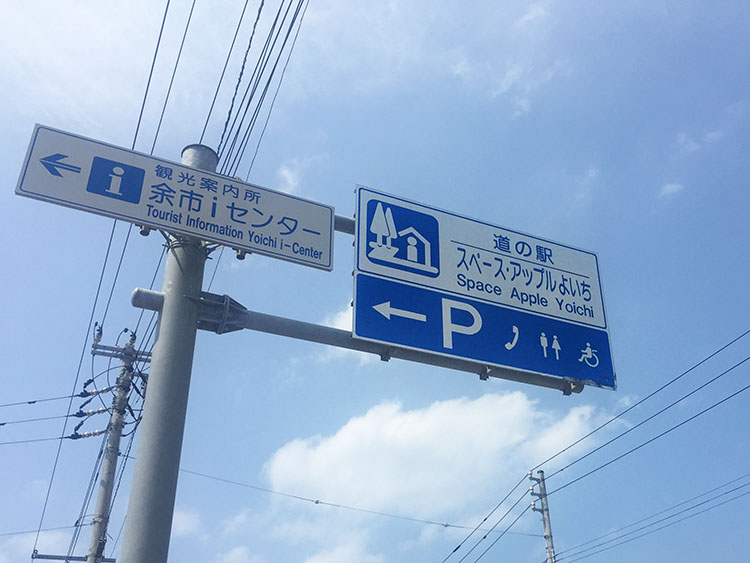 観光案内所
i
余市iセンター
Tourist Information Yoichi i-Center
道の駅
スペース・アップルよいち
Space Apple Yoichi
P